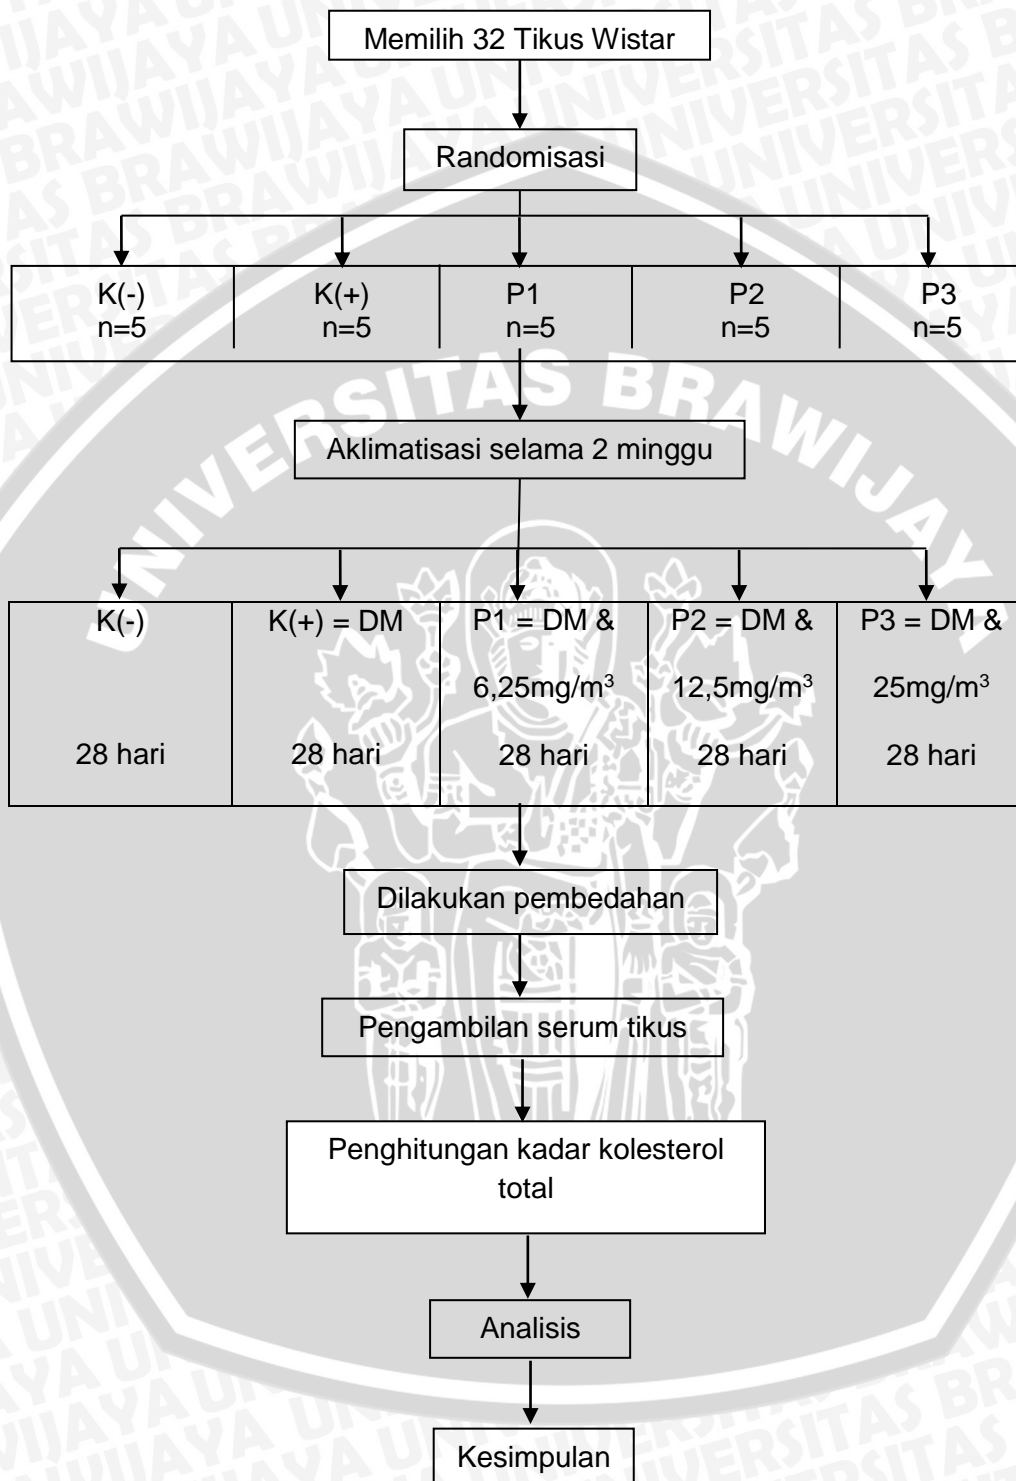 Memilih 32 Tikus Wistar
Randomisasi
K(-) K(+) P1 P2 P3
n=5 n=5 n=5 n=5 n=5
UNIVERSITAS BRAWIJAYA
Aklimatisasi selama 2 minggu
K(-) K(+) = DM P1 = DM & P2 = DM & P3 = DM &
6,25mg/m³ 12,5mg/m³ 25mg/m³
28 hari 28 hari 28 hari 28 hari 28 hari
Dilakukan pembedahan
Pengambilan serum tikus
Penghitungan kadar kolesterol
total
Analisis
Kesimpulan